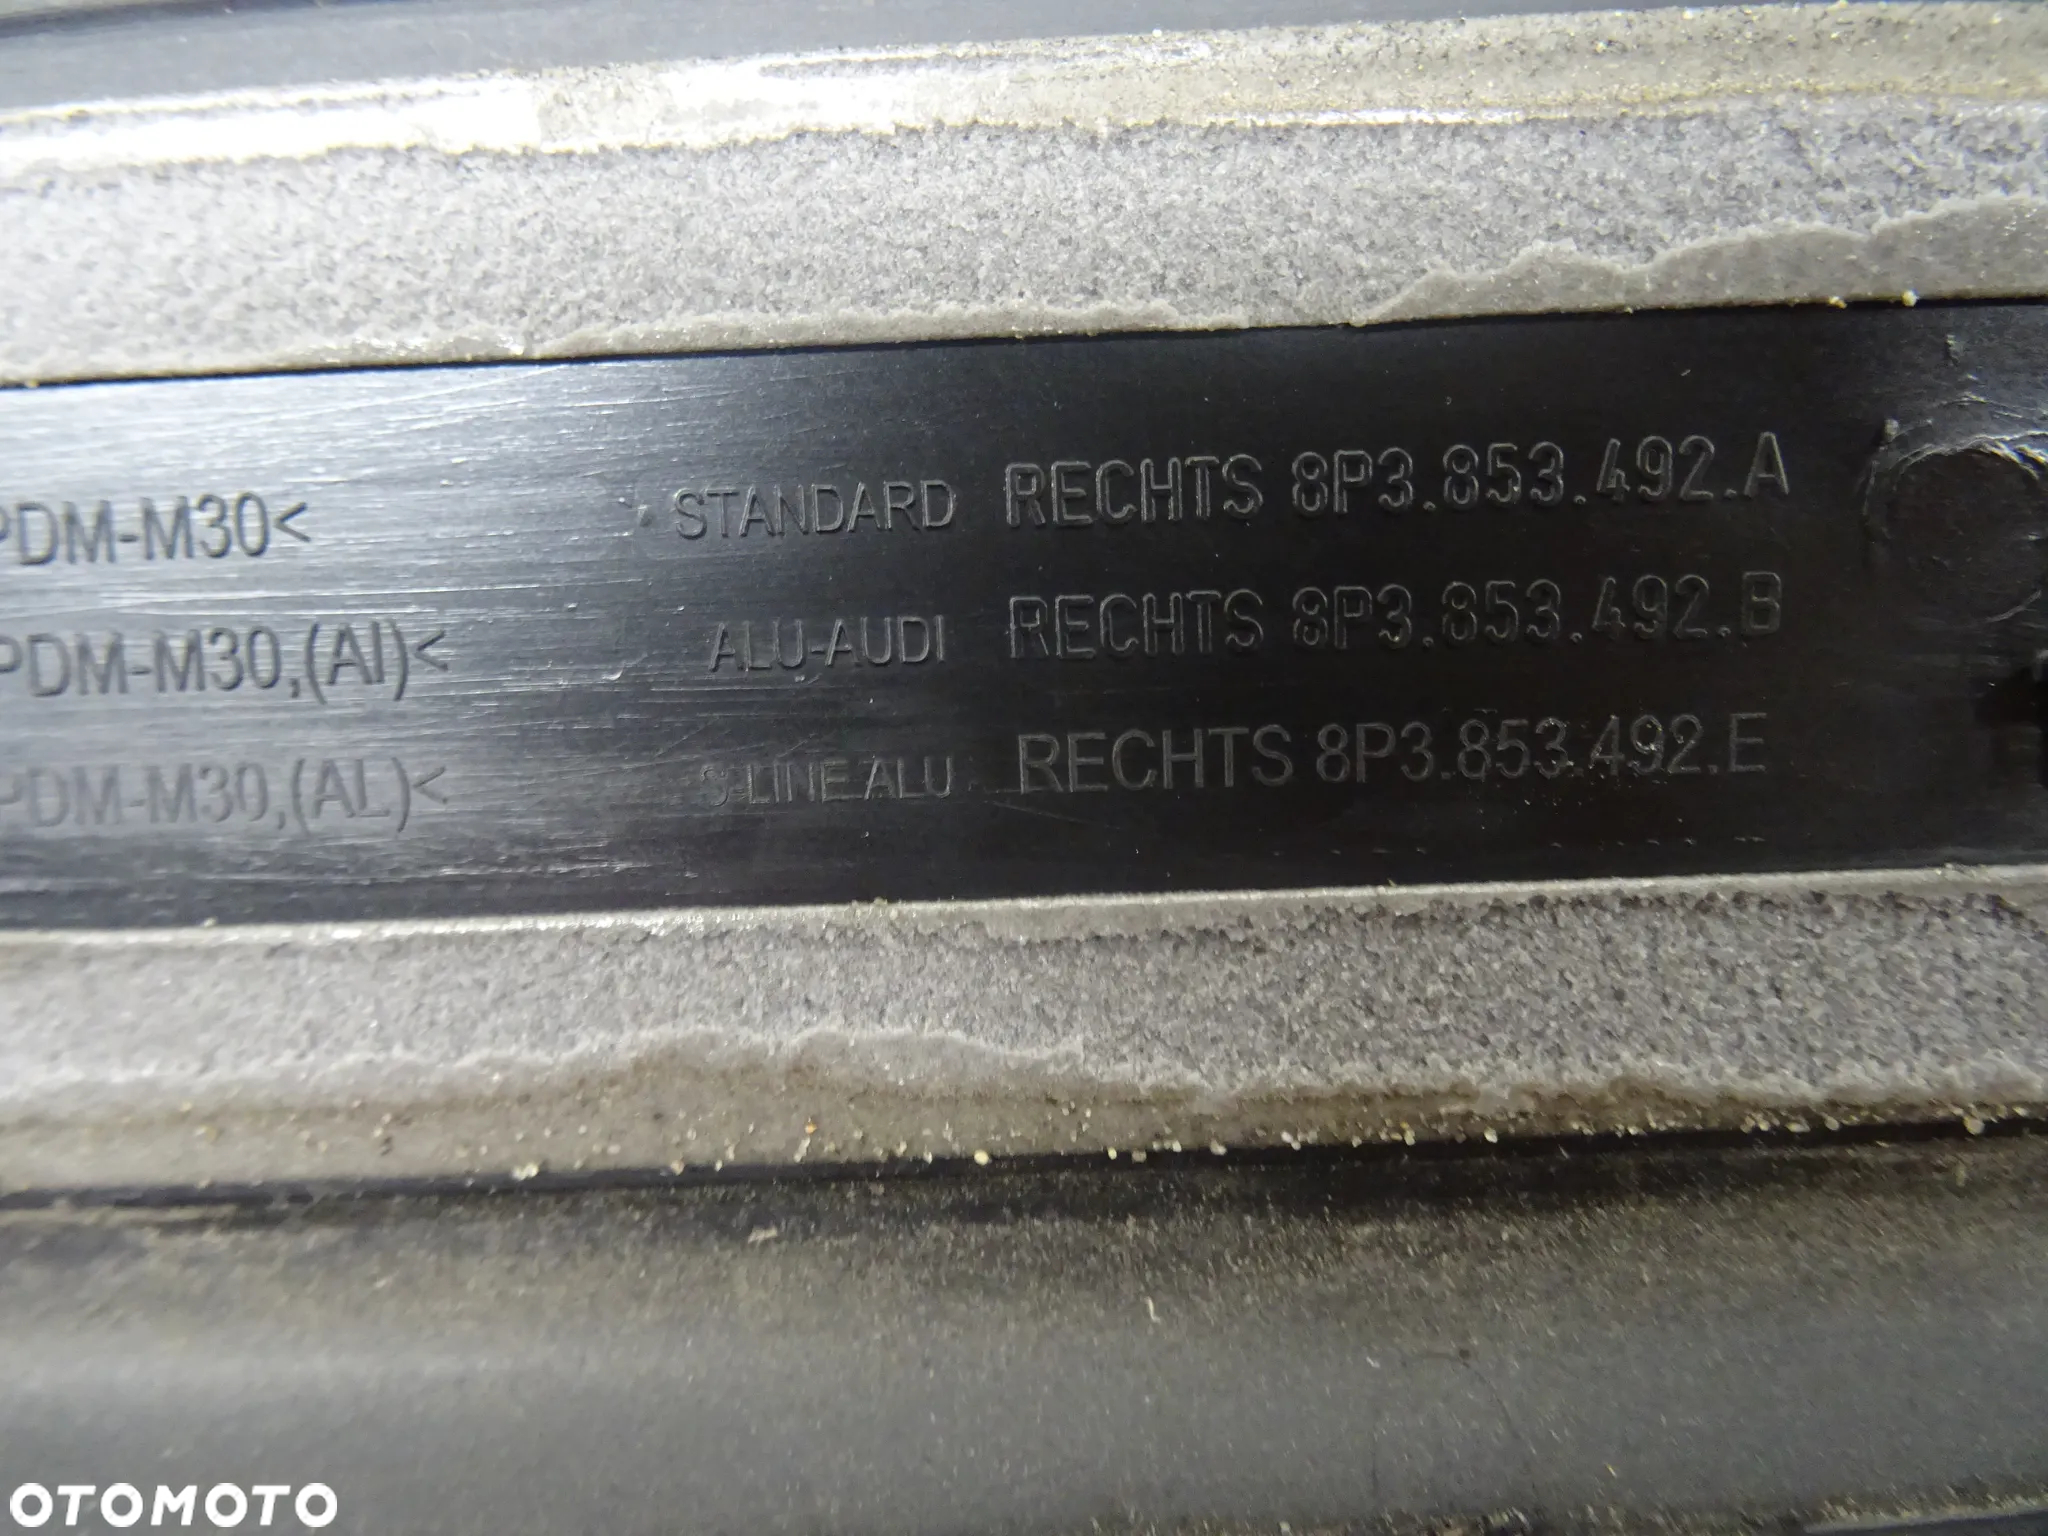 PDM-M30< STANDARD RECHTS 8P3.853.492.A
PDM-M30,(Al)< ALU-AUDI RECHTS 8P3.853.492.B
PDM-M30,(AL)< S-LINE ALU RECHTS 8P3.853.492.E
OTOMOTO